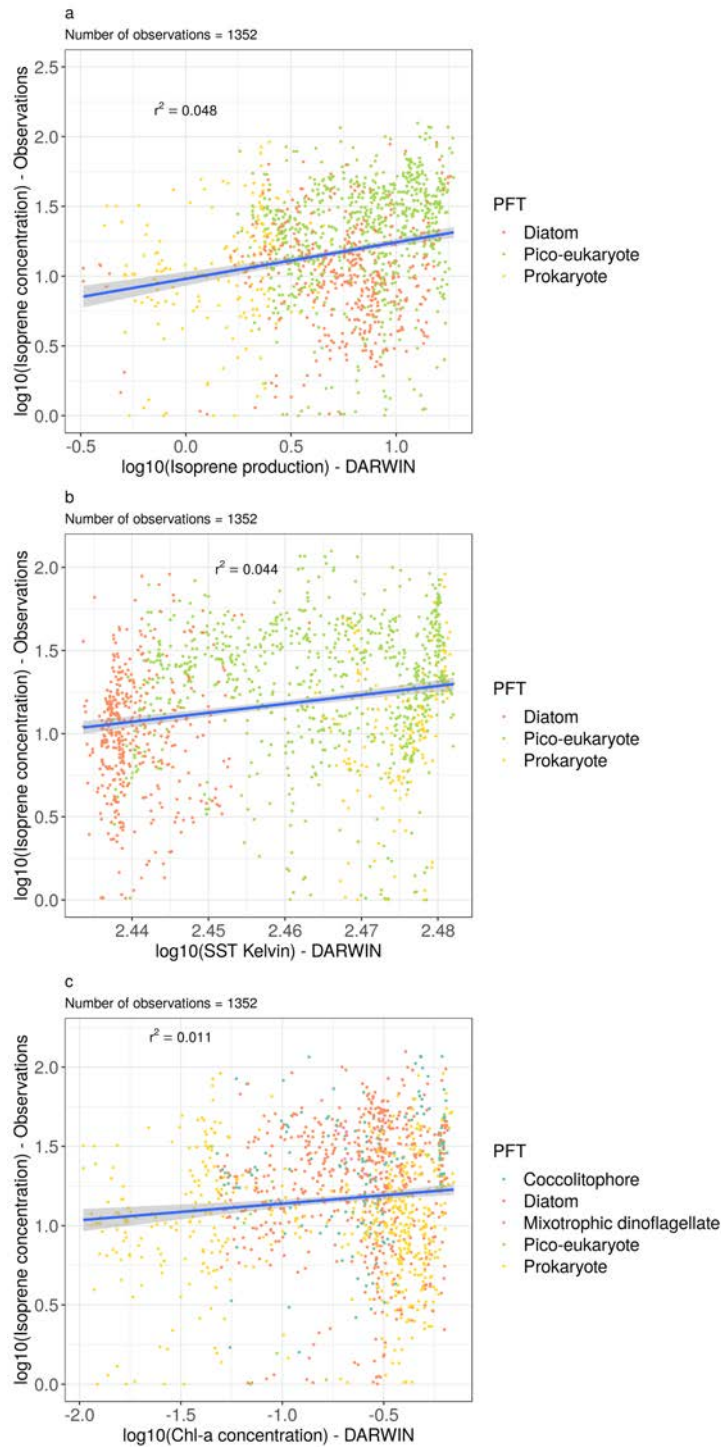 a
Number of observations = 1352
2.5
2.0
1.5
1.0
0.5
0.0
log10(Isoprene concentration) - Observations
r² = 0.048
-0.5 0.0 0.5 1.0
log10(Isoprene production) - DARWIN
PFT
Diatom
Pico-eukaryote
Prokaryote
b
Number of observations = 1352
2.0
1.5
1.0
0.5
0.0
log10(Isoprene concentration) - Observations
r² = 0.044
2.44 2.45 2.46 2.47 2.48
log10(SST Kelvin) - DARWIN
PFT
Diatom
Pico-eukaryote
Prokaryote
c
Number of observations = 1352
2.0
1.5
1.0
0.5
0.0
log10(Isoprene concentration) - Observations
r² = 0.011
-2.0 -1.5 -1.0 -0.5
log10(Chl-a concentration) - DARWIN
PFT
Coccolitophore
Diatom
Mixotrophic dinoflagellate
Pico-eukaryote
Prokaryote